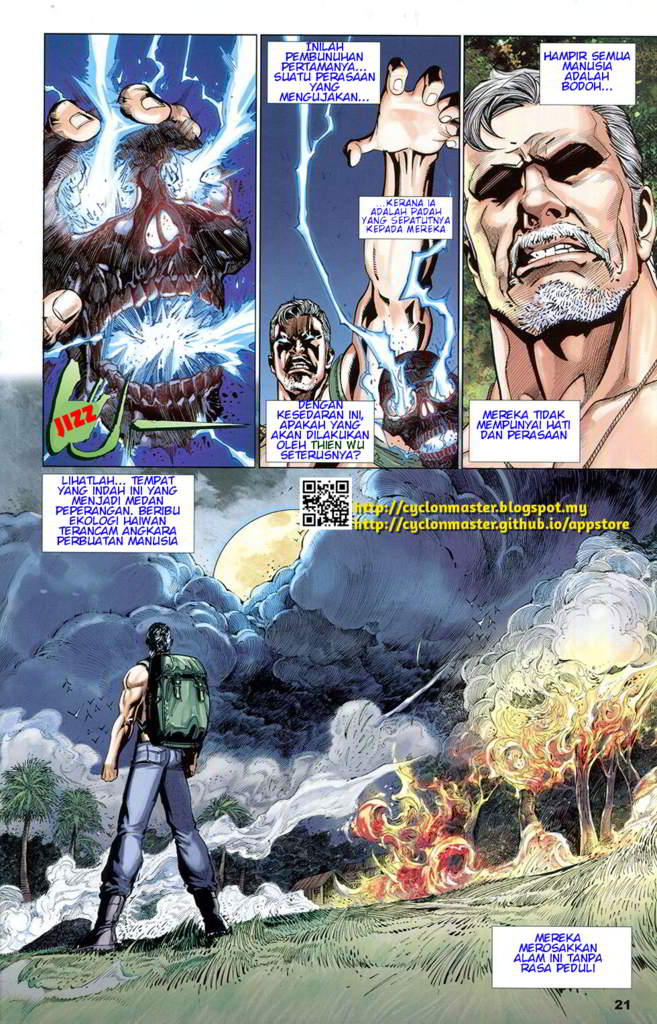 INILAH
PEMBUNUHAN
PERTAMANYA...
SUATU PERASAAN
YANG
MENGUJAKAN...
...KERANA IA
ADALAH PADAH
YANG SEPATUTNYA
KEPADA MEREKA
HAMPIR SEMUA
MANUSIA
ADALAH
BODOH...
JIZZ
DENGAN
KESEDARAN INI,
APAKAH YANG
AKAN DILAKUKAN
OLEH THIEN WU
SETERUSNYA?
MEREKA TIDAK
MEMPUNYAI HATI
DAN PERASAAN
LIHATLAH... TEMPAT
YANG INDAH INI YANG
MENJADI MEDAN
PEPERANGAN. BERIBU
EKOLOGI HAIWAN
TERANCAM ANGKARA
PERBUATAN MANUSIA
http://cyclonmaster.blogspot.my
http://cyclonmaster.github.io/appstore
MEREKA
MEROSAKKAN
ALAM INI TANPA
RASA PEDULI
21